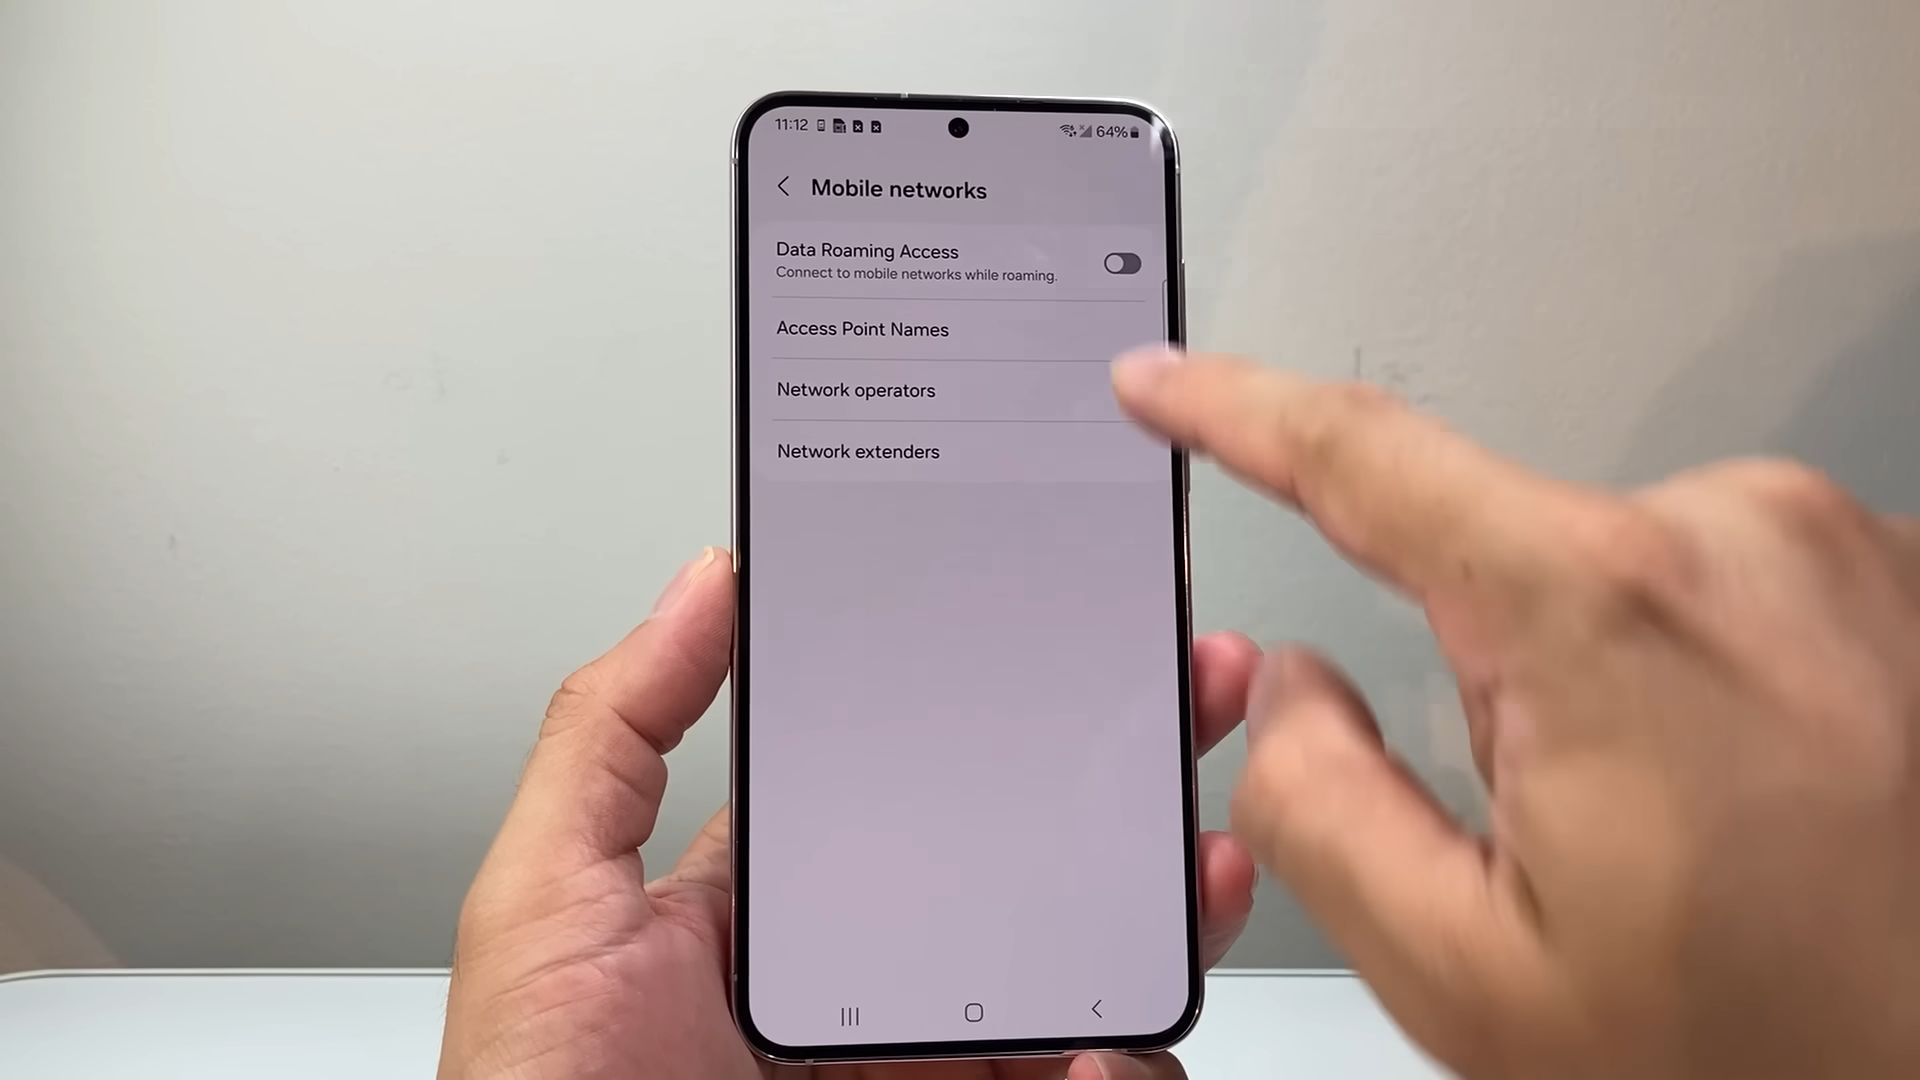 11:12
64%
Mobile networks
Data Roaming Access
Connect to mobile networks while roaming.
Access Point Names
Network operators
Network extenders